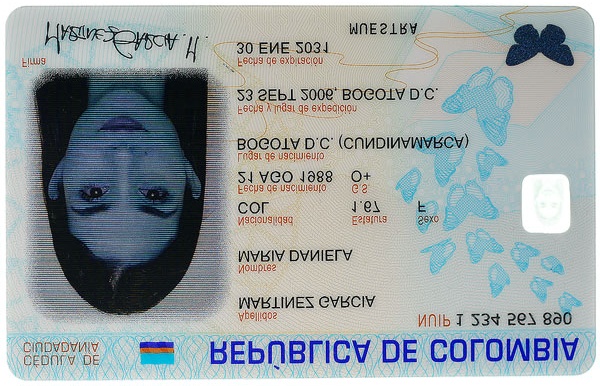 REPÚBLICA DE COLOMBIA
CÉDULA DE
CIUDADANÍA
NUIP 1 234 567 890
Apellidos
MARTINEZ GARCIA
Nombres
MARIA DANIELA
Nacionalidad Estatura Sexo
COL 1.67 F
Fecha de nacimiento G.S.
21 AGO 1988 O+
Lugar de nacimiento
BOGOTA D.C. (CUNDINAMARCA)
Fecha y lugar de expedición
23 SEPT 2006, BOGOTA D.C.
Fecha de expiración
30 ENE 2031
MUESTRA
Firma
Martinez Garcia M.